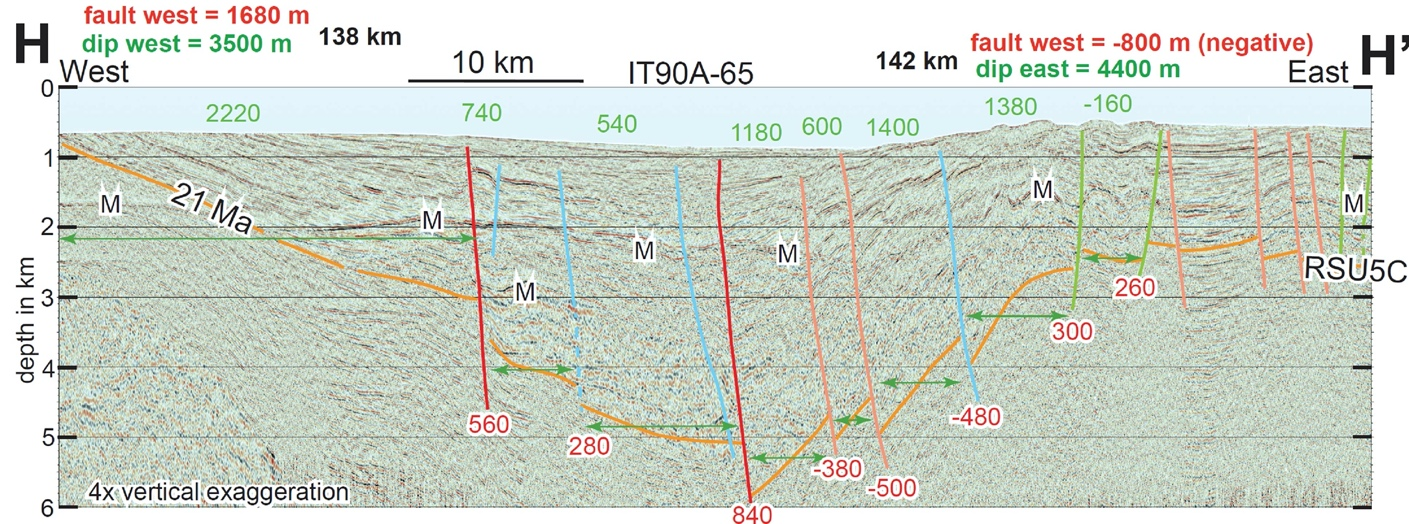 fault west = 1680 m
dip west = 3500 m
138 km
H
West
10 km
IT90A-65
142 km
fault west = -800 m (negative)
dip east = 4400 m
East
H'
0
1
2
3
4
5
6
depth in km
2220
740
540
1180
600
1400
1380
-160
M
21 Ma
M
M
M
M
M
M
RSU5C
560
280
840
-380
-500
-480
300
260
4x vertical exaggeration